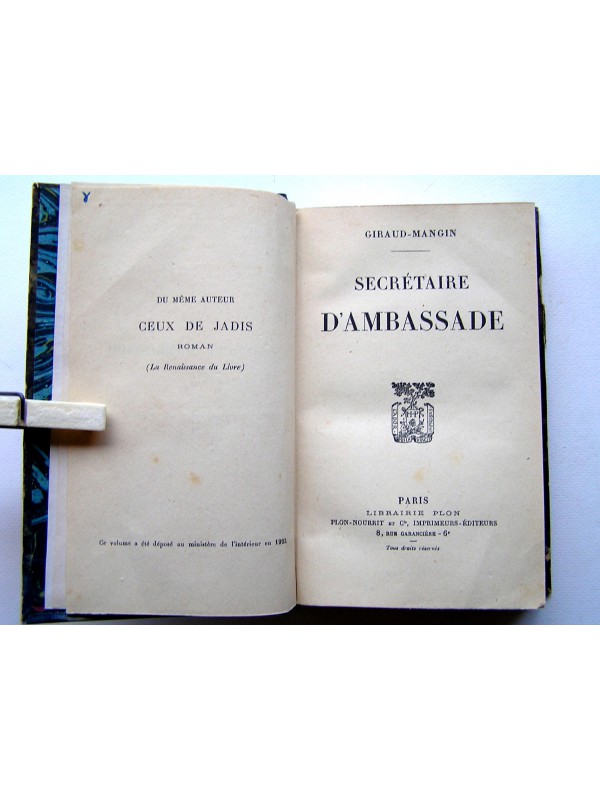 DU MÊME AUTEUR
CEUX DE JADIS
ROMAN
(La Renaissance du Livre)
Ce volume a été déposé au ministère de l'intérieur en
GIRAUD-MANGIN
SECRÉTAIRE
D'AMBASSADE
PARIS
LIBRAIRIE PLON
PLON-NOURRIT ET Cie, IMPRIMEURS-ÉDITEURS
8, RUE GARANCIÈRE - 6e
Tous droits réservés